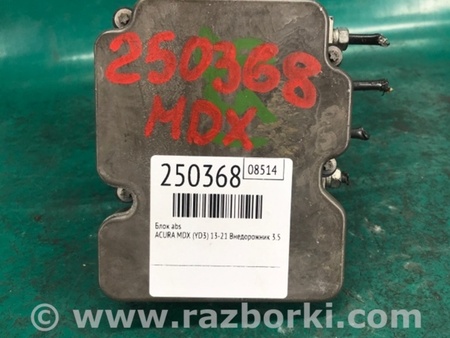 250368
MDX
250368 08514
Блок abs
ACURA MDX (YD3) 13-21 Внедорожник 3.5
© www.razborki.com